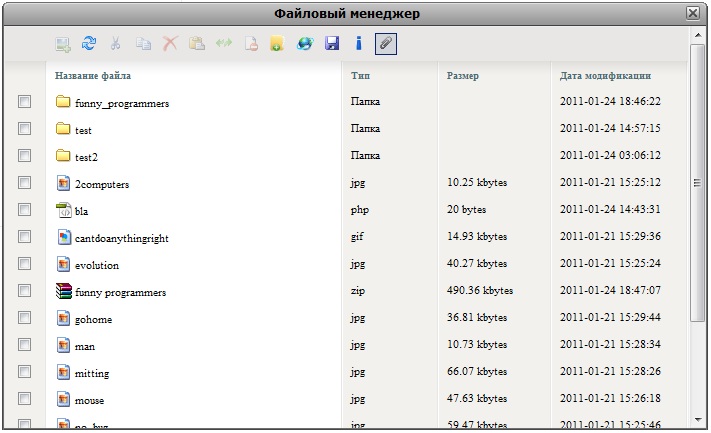 Файловый менеджер
Название файла Тип Размер Дата модификации
funny_programmers Папка 2011-01-24 18:46:22
test Папка 2011-01-24 14:57:15
test2 Папка 2011-01-24 03:06:12
2computers jpg 10.25 kbytes 2011-01-21 15:25:12
bla php 20 bytes 2011-01-24 14:43:31
cantdoanythingright gif 14.93 kbytes 2011-01-21 15:29:36
evolution jpg 40.27 kbytes 2011-01-21 15:25:24
funny programmers zip 490.36 kbytes 2011-01-24 18:47:07
gohome jpg 36.81 kbytes 2011-01-21 15:29:44
man jpg 10.73 kbytes 2011-01-21 15:28:34
mitting jpg 66.07 kbytes 2011-01-21 15:28:26
mouse jpg 47.63 kbytes 2011-01-21 15:26:18
no_bug jpg 59.47 kbytes 2011-01-21 15:25:46